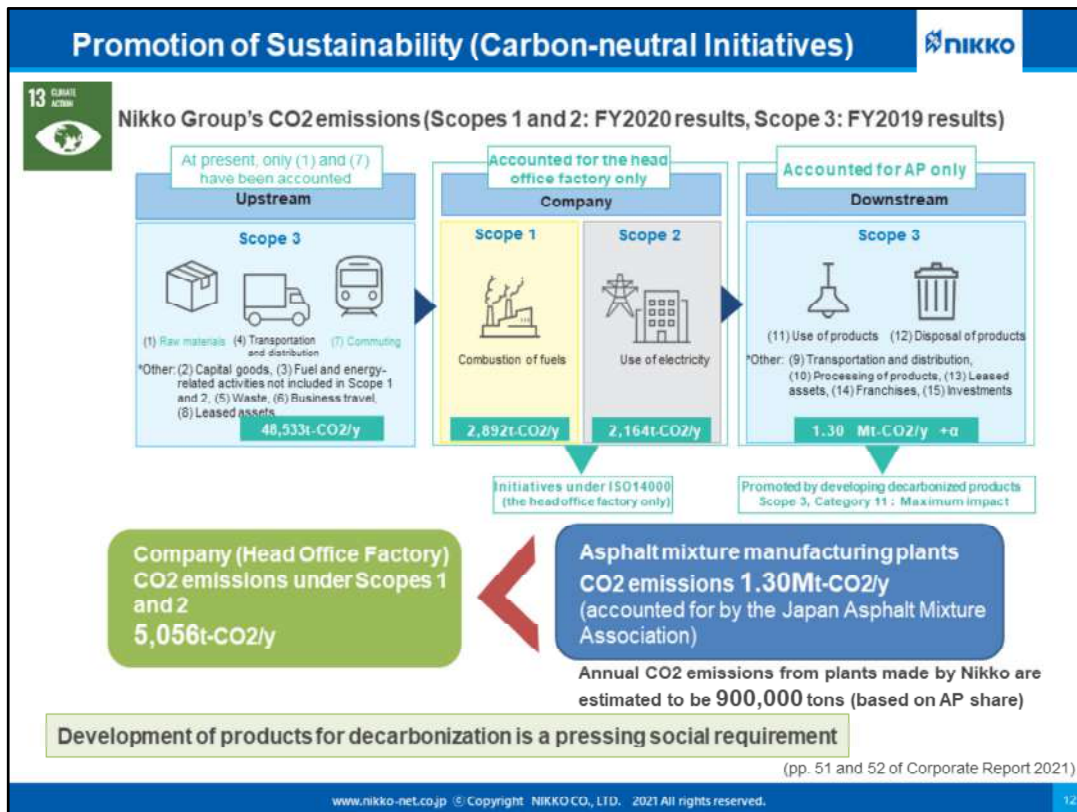 Promotion of Sustainability (Carbon-neutral Initiatives)
NIKKO
13 CLIMATE ACTION
Nikko Group's CO2 emissions (Scopes 1 and 2: FY2020 results, Scope 3: FY2019 results)
At present, only (1) and (7)
have been accounted
Upstream
Scope 3
(1) Raw materials
(4) Transportation
and distribution
(7) Commuting
*Other: (2) Capital goods, (3) Fuel and energy-
related activities not included in Scope 1
and 2, (5) Waste, (6) Business travel,
(8) Leased assets
48,533t-CO2/y
Accounted for the head
office factory only
Company
Scope 1
Combustion of fuels
2,892t-CO2/y
Scope 2
Use of electricity
2,164t-CO2/y
Initiatives under ISO14000
(the head office factory only)
Accounted for AP only
Downstream
Scope 3
(11) Use of products
(12) Disposal of products
*Other: (9) Transportation and distribution,
(10) Processing of products, (13) Leased
assets, (14) Franchises, (15) Investments
1.30 Mt-CO2/y +α
Promoted by developing decarbonized products
Scope 3, Category 11 : Maximum impact
Company (Head Office Factory)
CO2 emissions under Scopes 1
and 2
5,056t-CO2/y
Asphalt mixture manufacturing plants
CO2 emissions 1.30Mt-CO2/y
(accounted for by the Japan Asphalt Mixture
Association)
Annual CO2 emissions from plants made by Nikko are
estimated to be 900,000 tons (based on AP share)
Development of products for decarbonization is a pressing social requirement
(pp. 51 and 52 of Corporate Report 2021)
www.nikko-net.co.jp © Copyright NIKKO CO., LTD. 2021 All rights reserved.
12